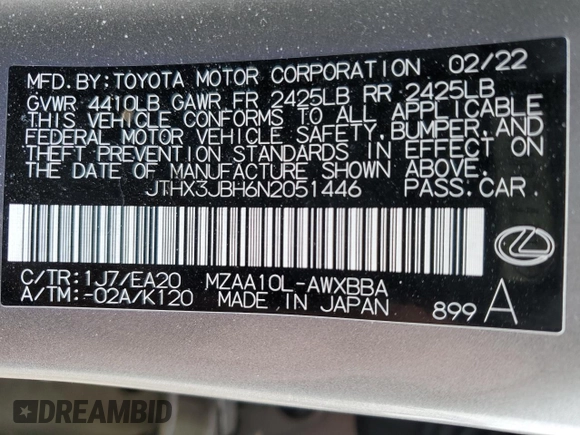 MFD. BY: TOYOTA MOTOR CORPORATION 02/22
GVWR 4410LB GAWR FR 2425LB RR 2425LB
THIS VEHICLE CONFORMS TO ALL APPLICABLE
FEDERAL MOTOR VEHICLE SAFETY, BUMPER, AND
THEFT PREVENTION STANDARDS IN EFFECT ON
THE DATE OF MANUFACTURE SHOWN ABOVE.
JTHX3JBH6N2051446 PASS. CAR.
C/TR: 1J7/EA20 MZAA10L-AWXBBA
A/TM: -02A/K120 MADE IN JAPAN 899 A
DREAMBID